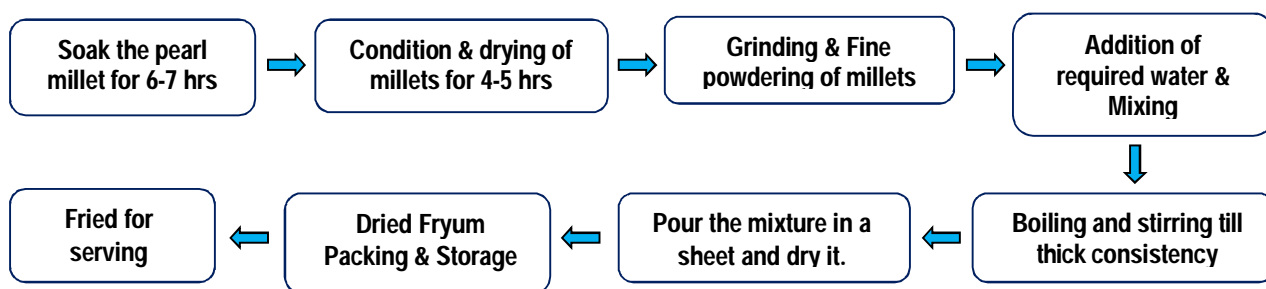 Soak the pearl
millet for 6-7 hrs
Condition & drying of
millets for 4-5 hrs
Grinding & Fine
powdering of millets
Addition of
required water &
Mixing
Boiling and stirring till
thick consistency
Pour the mixture in a
sheet and dry it.
Dried Fryum
Packing & Storage
Fried for
serving